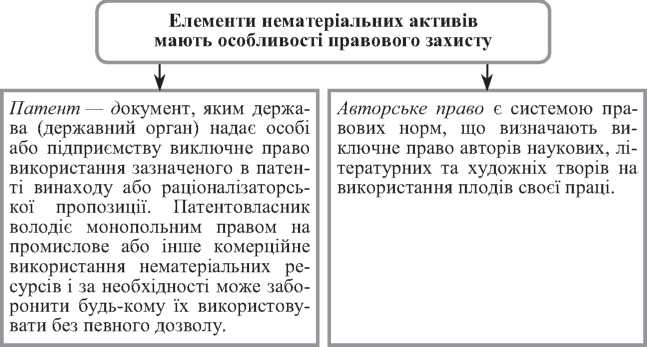 Елементи нематеріальних активів
мають особливості правового захисту
Патент — документ, яким держа-
ва (державний орган) надає особі
або підприємству виключне право
використання зазначеного в патен-
ті винаходу або раціоналізаторсь-
кої пропозиції. Патентовласник
володіє монопольним правом на
промислове або інше комерційне
використання нематеріальних ре-
сурсів і за необхідності може забо-
ронити будь-кому їх використову-
вати без певного дозволу.
Авторське право є системою пра-
вових норм, що визначають ви-
ключне право авторів наукових, лі-
тературних та художніх творів на
використання плодів своєї праці.